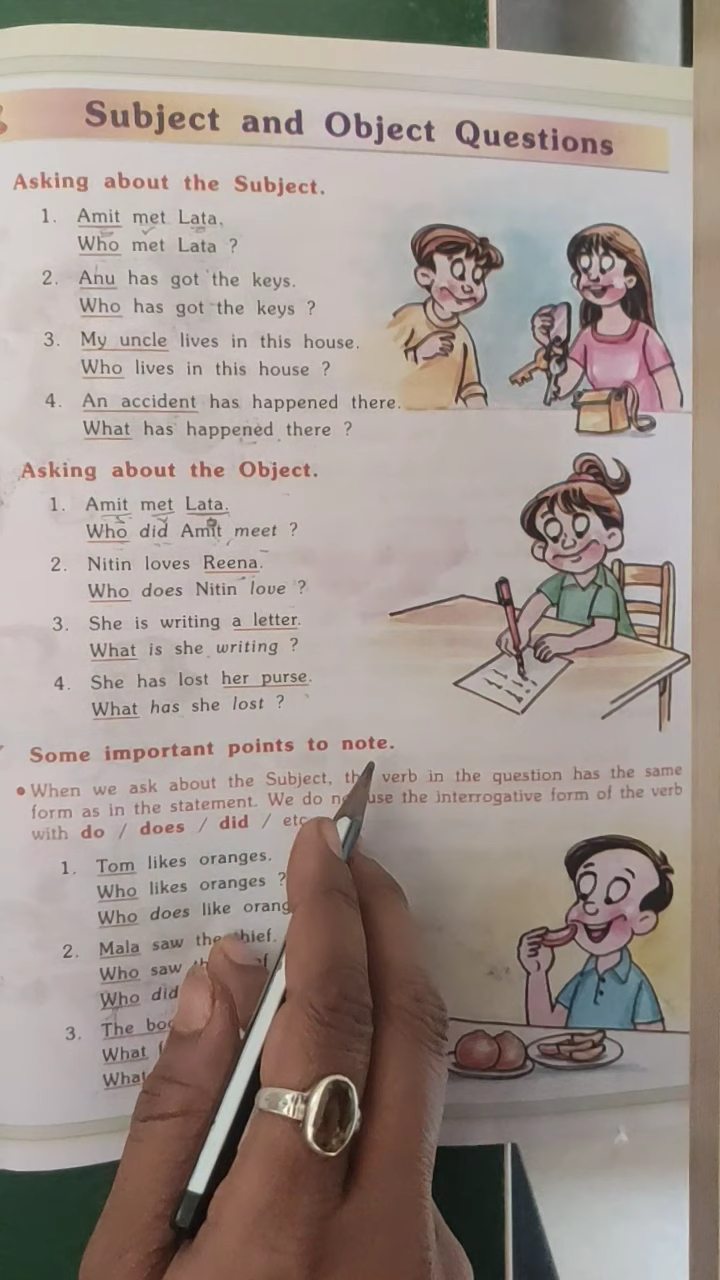 Subject and Object Questions
Asking about the Subject.
1. Amit met Lata.
Who met Lata ?
2. Anu has got the keys.
Who has got the keys ?
3. My uncle lives in this house.
Who lives in this house ?
4. An accident has happened there.
What has happened there ?
Asking about the Object.
1. Amit met Lata.
Who did Amit meet ?
2. Nitin loves Reena.
Who does Nitin love ?
3. She is writing a letter.
What is she writing ?
4. She has lost her purse.
What has she lost ?
Some important points to note.
• When we ask about the Subject, verb in the question has the same
form as in the statement. We do use the interrogative form of the verb
with do / does / did / etc
1. Tom likes oranges.
Who likes oranges ?
Who does like
2. Mala saw the thief.
Who saw
Who did
3. The
What
What